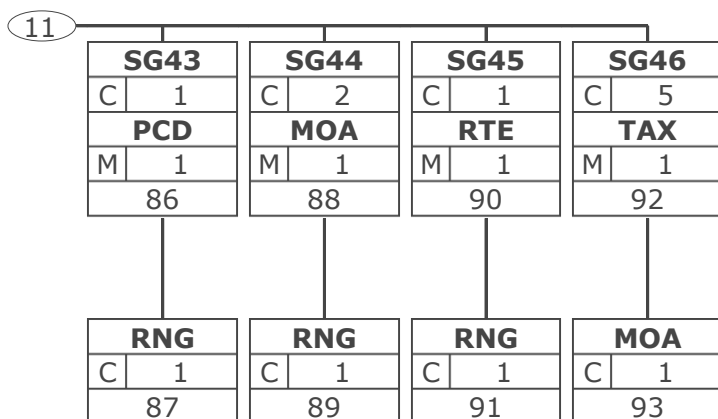 11
SG43 SG44 SG45 SG46
C 1 C 2 C 1 C 5
PCD MOA RTE TAX
M 1 M 1 M 1 M 1
86 88 90 92
RNG RNG RNG MOA
C 1 C 1 C 1 C 1
87 89 91 93